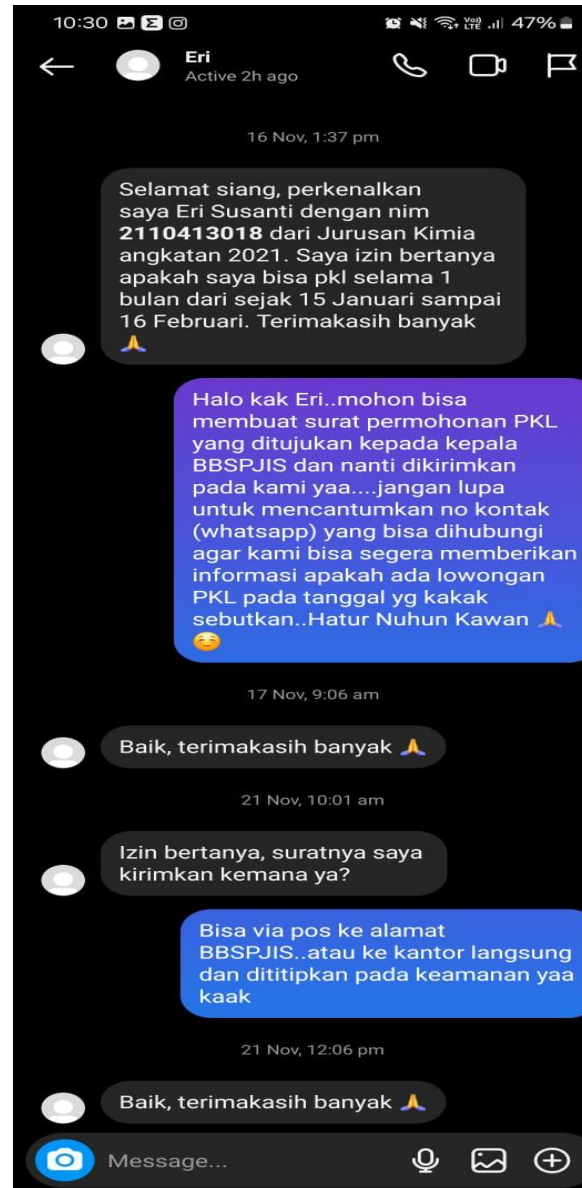 10:30
47%
Eri
Active 2h ago
16 Nov, 1:37 pm
Selamat siang, perkenalkan
saya Eri Susanti dengan nim
2110413018 dari Jurusan Kimia
angkatan 2021. Saya izin bertanya
apakah saya bisa pkl selama 1
bulan dari sejak 15 Januari sampai
16 Februari. Terimakasih banyak
🙏
Halo kak Eri..mohon bisa
membuat surat permohonan PKL
yang ditujukan kepada kepala
BBSPJIS dan nanti dikirimkan
pada kami yaa....jangan lupa
untuk mencantumkan no kontak
(whatsapp) yang bisa dihubungi
agar kami bisa segera memberikan
informasi apakah ada lowongan
PKL pada tanggal yg kakak
sebutkan..Hatur Nuhun Kawan 🙏
☺️
17 Nov, 9:06 am
Baik, terimakasih banyak 🙏
21 Nov, 10:01 am
Izin bertanya, suratnya saya
kirimkan kemana ya?
Bisa via pos ke alamat
BBSPJIS..atau ke kantor langsung
dan dititipkan pada keamanan yaa
kaak
21 Nov, 12:06 pm
Baik, terimakasih banyak 🙏
Message...